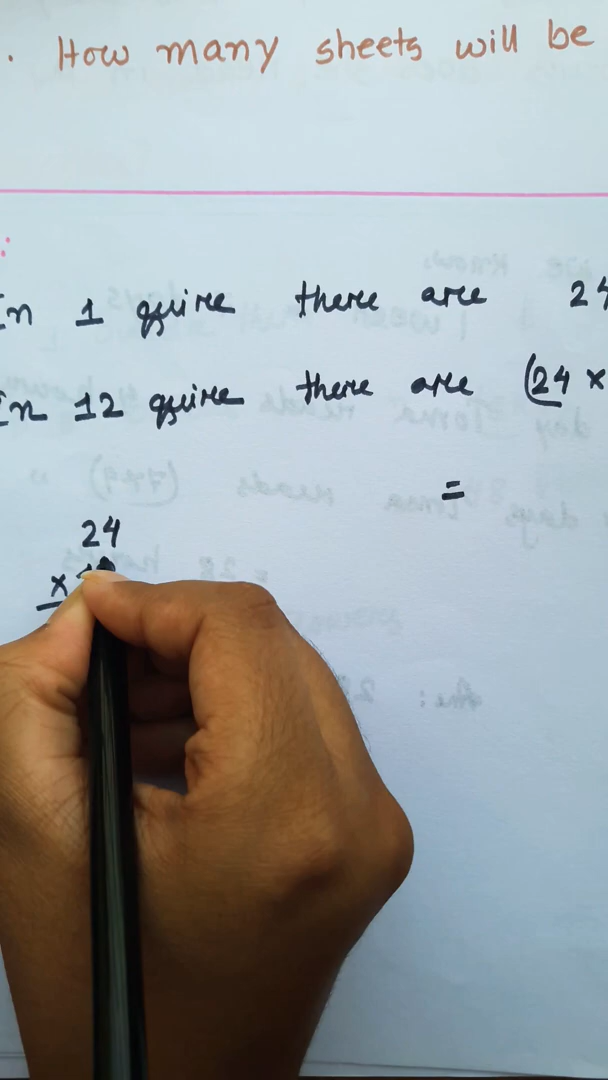 . How many sheets will be
:
In 1 quire there are 24
In 12 quire there are (24 ×
=
24
×